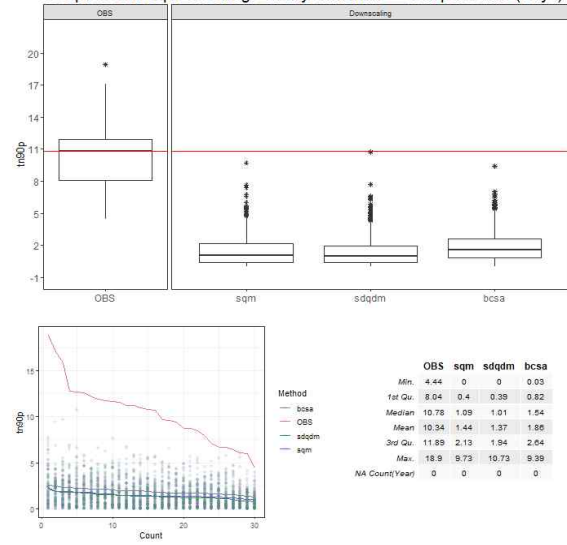 OBS
Downscaling
20
17
14
11
8
5
2
-1
tn90p
OBS
sqm
sdqdm
bcsa
15
10
5
0
tn90p
0
10
20
30
Count
Method
bcsa
OBS
sdqdm
sqm
OBS sqm sdqdm bcsa
Min. 4.44 0 0 0.03
1st Qu. 8.04 0.4 0.39 0.82
Median 10.78 1.09 1.01 1.54
Mean 10.34 1.44 1.37 1.86
3rd Qu. 11.89 2.13 1.94 2.64
Max. 18.9 9.73 10.73 9.39
NA Count(Year) 0 0 0 0